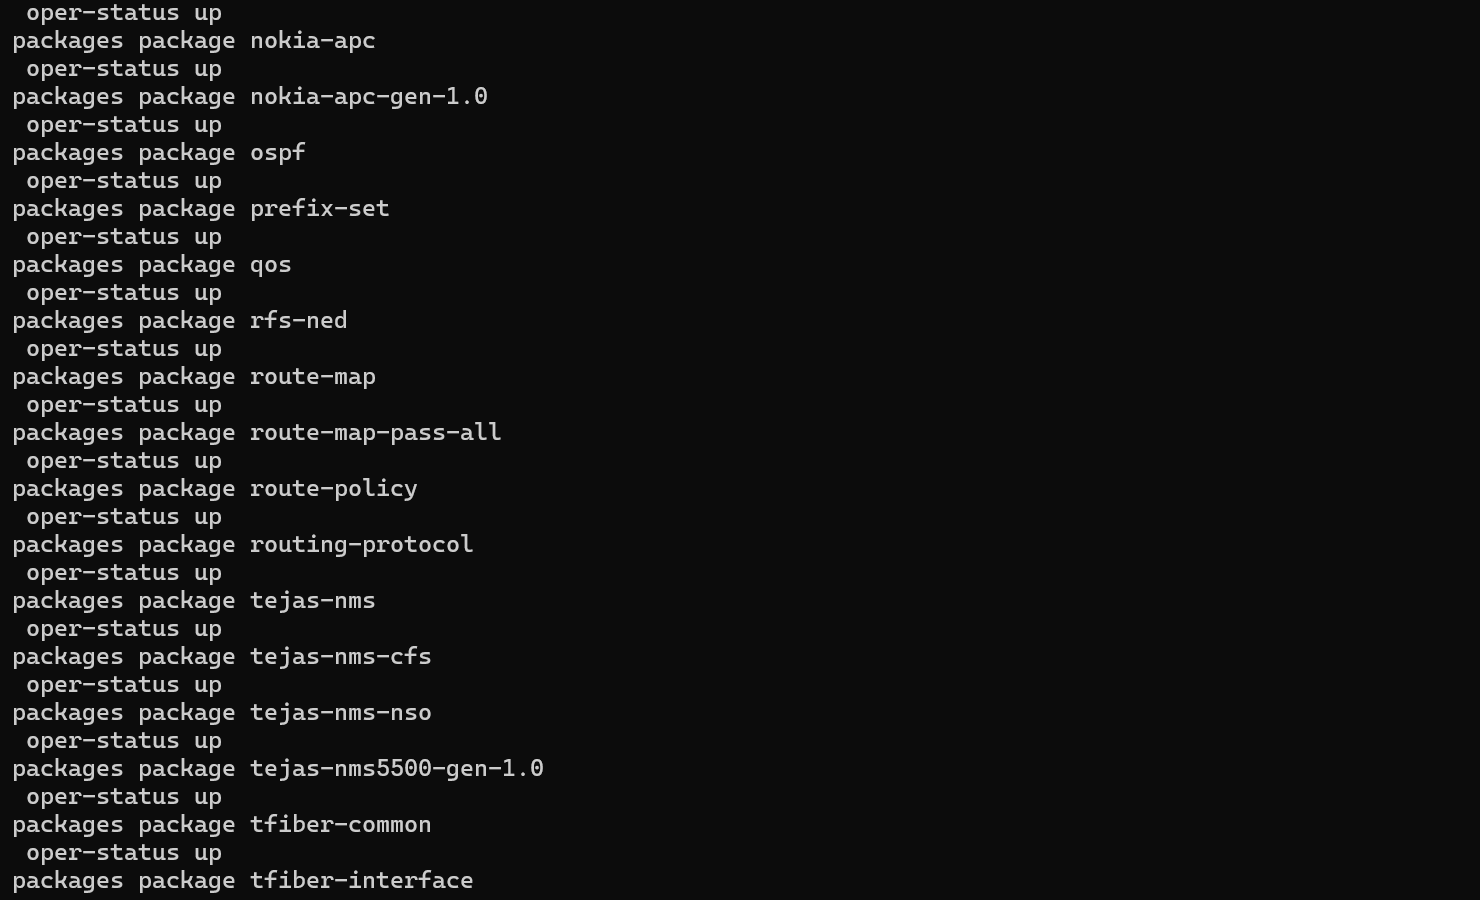 oper-status up
packages package nokia-apc
oper-status up
packages package nokia-apc-gen-1.0
oper-status up
packages package ospf
oper-status up
packages package prefix-set
oper-status up
packages package qos
oper-status up
packages package rfs-ned
oper-status up
packages package route-map
oper-status up
packages package route-map-pass-all
oper-status up
packages package route-policy
oper-status up
packages package routing-protocol
oper-status up
packages package tejas-nms
oper-status up
packages package tejas-nms-cfs
oper-status up
packages package tejas-nms-nso
oper-status up
packages package tejas-nms5500-gen-1.0
oper-status up
packages package tfiber-common
oper-status up
packages package tfiber-interface